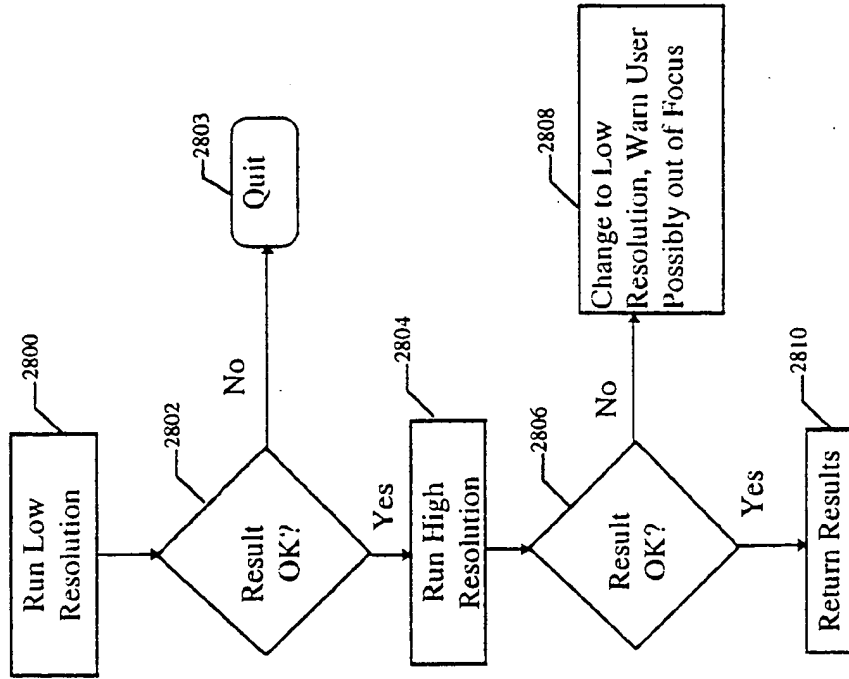 2800
Run Low
Resolution
2802
Result
OK?
No
2803
Quit
Yes
2804
Run High
Resolution
2806
Result
OK?
No
2808
Change to Low
Resolution, Warn User
Possibly out of Focus
Yes
2810
Return Results